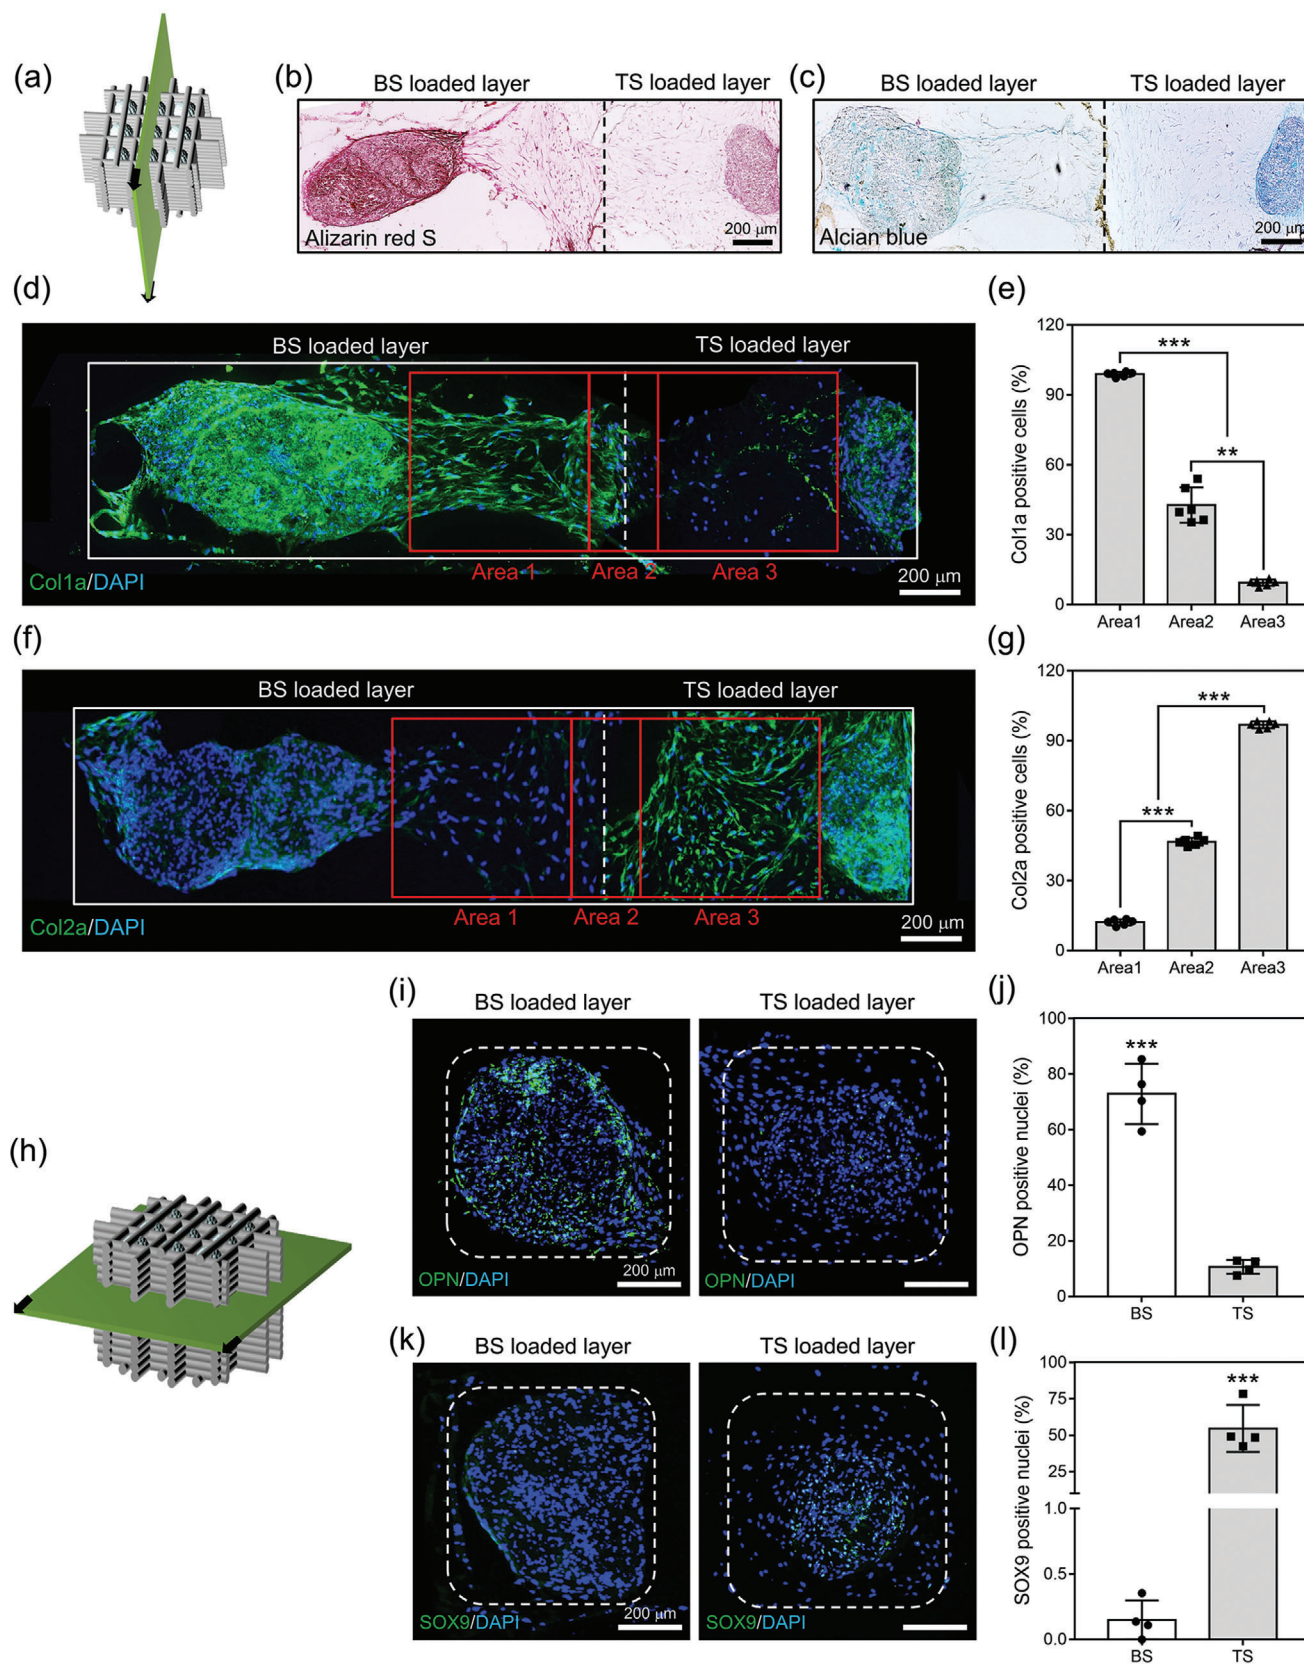 (a)
(b)
BS loaded layer
TS loaded layer
Alizarin red S
200 µm
(c)
BS loaded layer
TS loaded layer
Alcian blue
200 µm
(d)
BS loaded layer
TS loaded layer
Area 1
Area 2
Area 3
Col1a/DAPI
200 µm
(e)
Col1a positive cells (%)
120
90
60
30
0
***
**
Area1
Area2
Area3
(f)
BS loaded layer
TS loaded layer
Area 1
Area 2
Area 3
Col2a/DAPI
200 µm
(g)
Col2a positive cells (%)
120
90
60
30
0
***
***
Area1
Area2
Area3
(h)
(i)
BS loaded layer
TS loaded layer
OPN/DAPI
200 µm
OPN/DAPI
(j)
OPN positive nuclei (%)
100
80
60
40
20
0
***
BS
TS
(k)
BS loaded layer
TS loaded layer
SOX9/DAPI
200 µm
SOX9/DAPI
(l)
SOX9 positive nuclei (%)
100
75
50
25
1.0
0.5
0.0
***
BS
TS